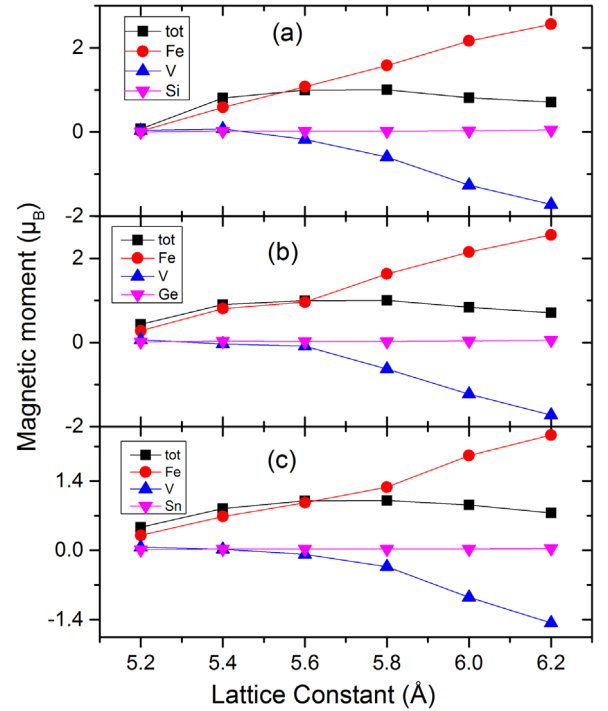 (a)
tot
Fe
V
Si
2
0
-2
(b)
tot
Fe
V
Ge
2
0
-2
(c)
tot
Fe
V
Sn
1.4
0.0
-1.4
Magnetic moment (μB)
5.2 5.4 5.6 5.8 6.0 6.2
Lattice Constant (Å)